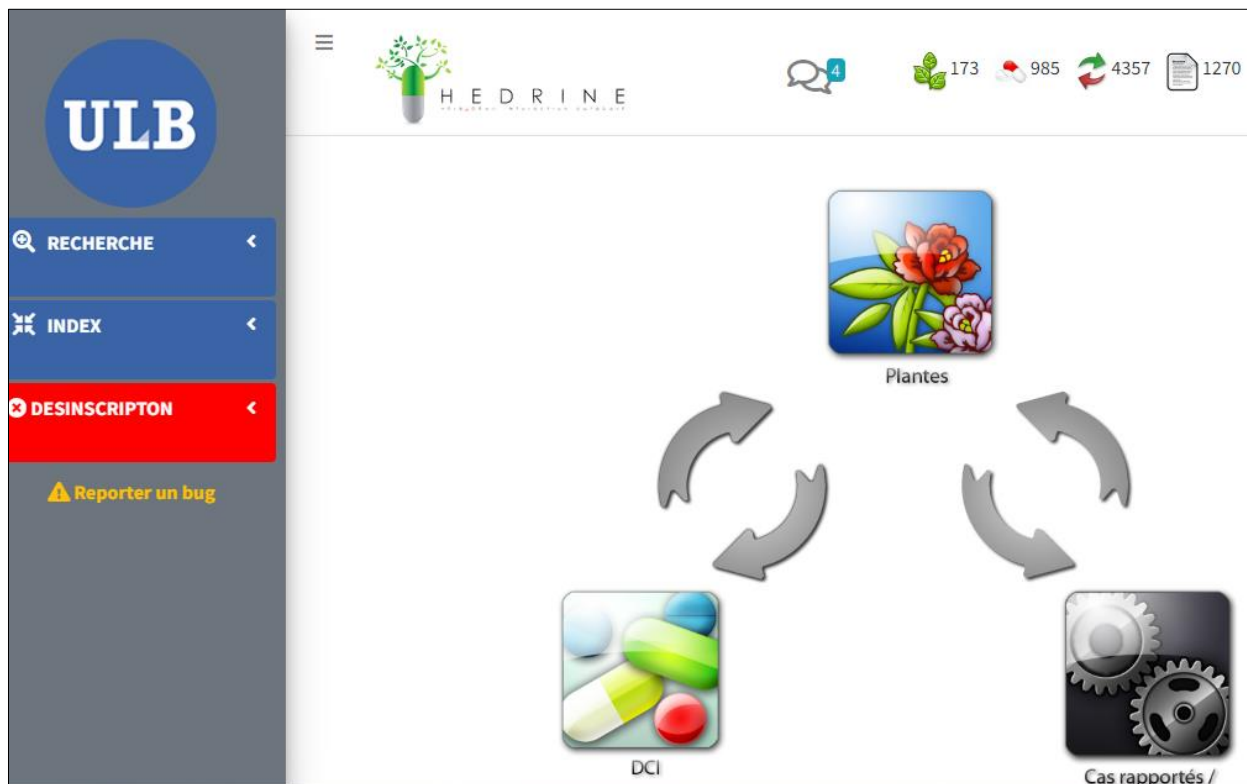 ULB
RECHERCHE
INDEX
DESINSCRIPTON
Reporter un bug
HEDRINE
4
173
985
4357
1270
Plantes
DCI
Cas rapportés /